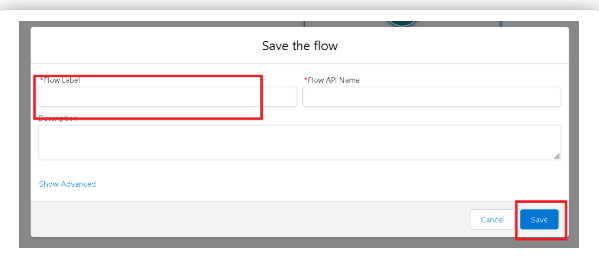 Save the flow
*Flow Label
*Flow API Name
Description
Show Advanced
Cancel
Save